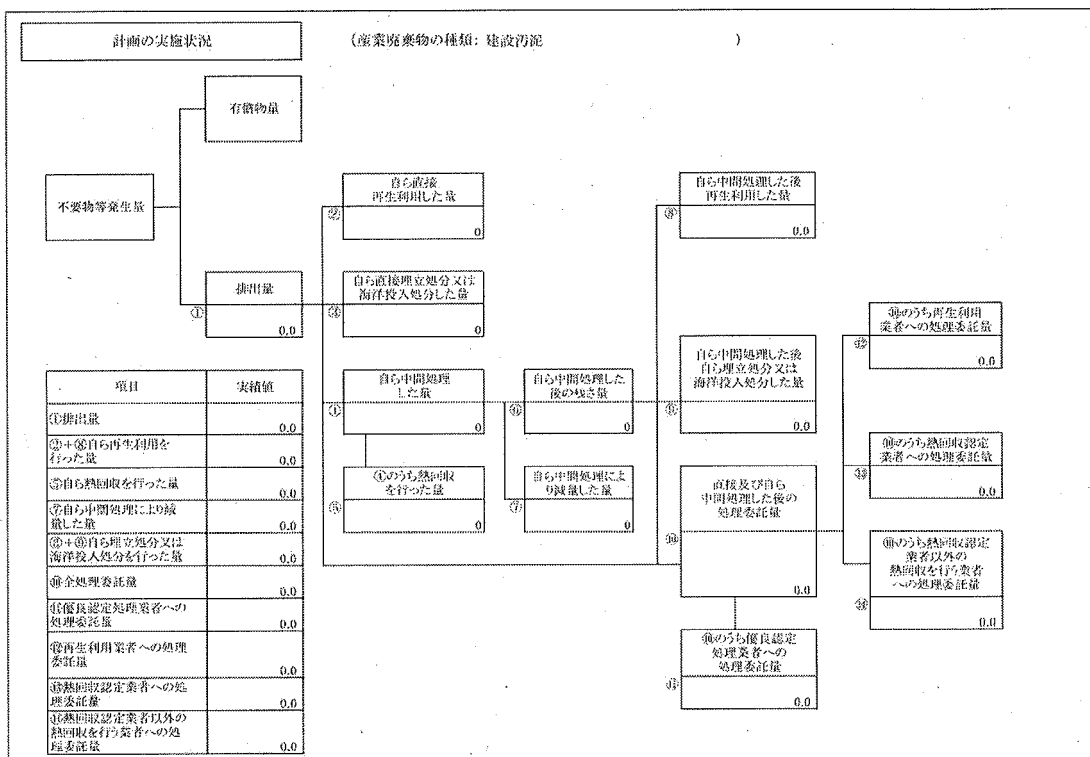 計画の実施状況
(産業廃棄物の種類: 建設汚泥 )
有償物量
不要物等発生量
排出量
①
0.0
自ら直接
再生利用した量
②
0
自ら直接埋立処分又は
海洋投入処分した量
③
0
自ら中間処理
した量
④
0
④のうち熱回収
を行った量
⑤
0
自ら中間処理した
後の残さ量
⑥
0
自ら中間処理によ
り減量した量
⑦
0
自ら中間処理した後
再生利用した量
⑧
0.0
自ら中間処理した後
自ら埋立処分又は
海洋投入処分した量
⑨
0.0
直接及び自ら
中間処理した後の
処理委託量
⑩
0.0
⑩のうち優良認定
処理業者への
処理委託量
⑪
0.0
⑩のうち再生利用
業者への処理委託量
⑫
0.0
⑩のうち熱回収認定
業者への処理委託量
⑬
0.0
⑩のうち熱回収認定
業者以外の
熱回収を行う業者
への処理委託量
⑭
0.0
項目 実績値
①排出量 0.0
②+⑧自ら再生利用を
行った量 0.0
⑤自ら熱回収を行った量 0.0
⑦自ら中間処理により減
量した量 0.0
③+⑨自ら埋立処分又は
海洋投入処分を行った量 0.0
⑩全処理委託量 0.0
⑪優良認定処理業者への
処理委託量 0.0
⑫再生利用業者への処理
委託量 0.0
⑬熱回収認定業者への処
理委託量 0.0
⑭熱回収認定業者以外の
熱回収を行う業者への処
理委託量 0.0